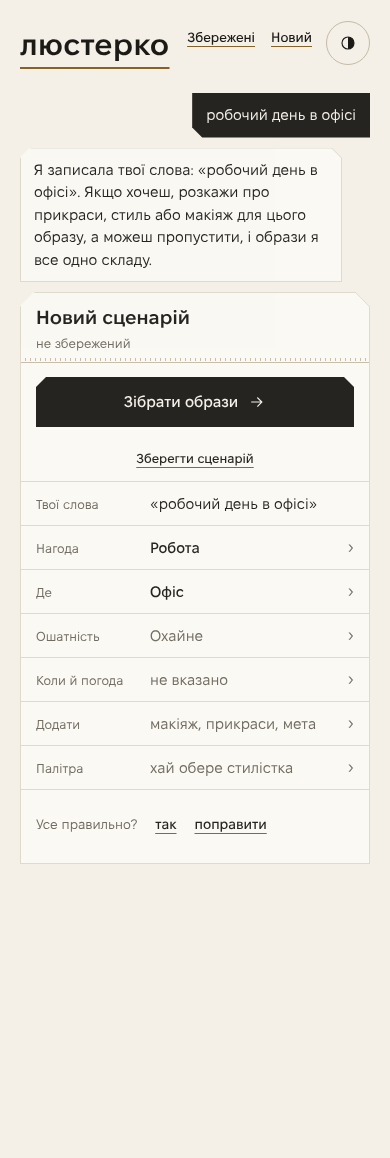 люстерко
Збережені
Новий
робочий день в офісі
Я записала твої слова: «робочий день в
офісі». Якщо хочеш, розкажи про
прикраси, стиль або макіяж для цього
образу, а можеш пропустити, і образи я
все одно складу.
Новий сценарій
не збережений
Зібрати образи →
Зберегти сценарій
Твої слова «робочий день в офісі»
Нагода Робота ›
Де Офіс ›
Ошатність Охайне ›
Коли й погода не вказано ›
Додати макіяж, прикраси, мета ›
Палітра хай обере стилістка ›
Усе правильно? так поправити